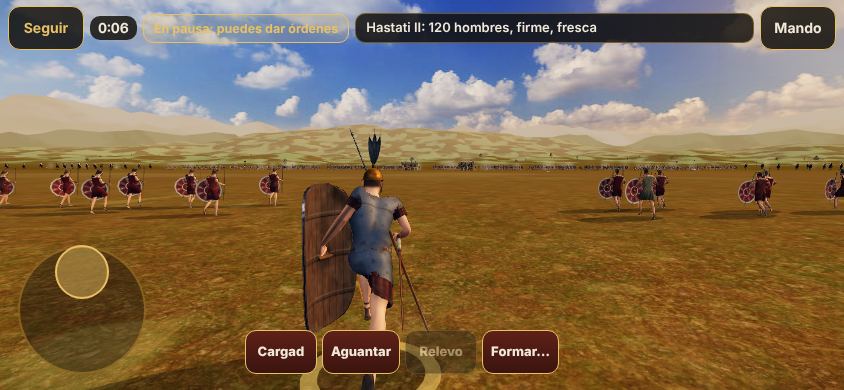 Seguir
0:06
En pausa: puedes dar órdenes
Hastati II: 120 hombres, firme, fresca
Mando
Cargad
Aguantar
Relevo
Formar...